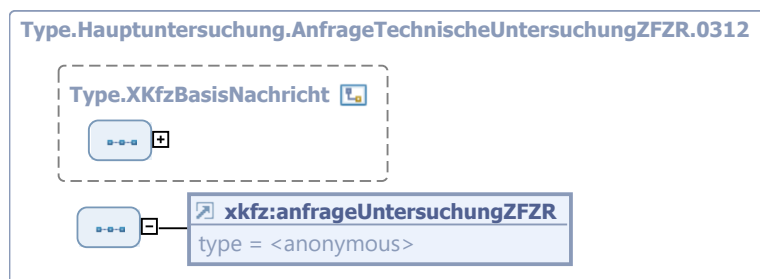 Type.Hauptuntersuchung.AnfrageTechnischeUntersuchungZFZR.0312
Type.XKfzBasisNachricht
xkfz:anfrageUntersuchungZFZR
type = <anonymous>